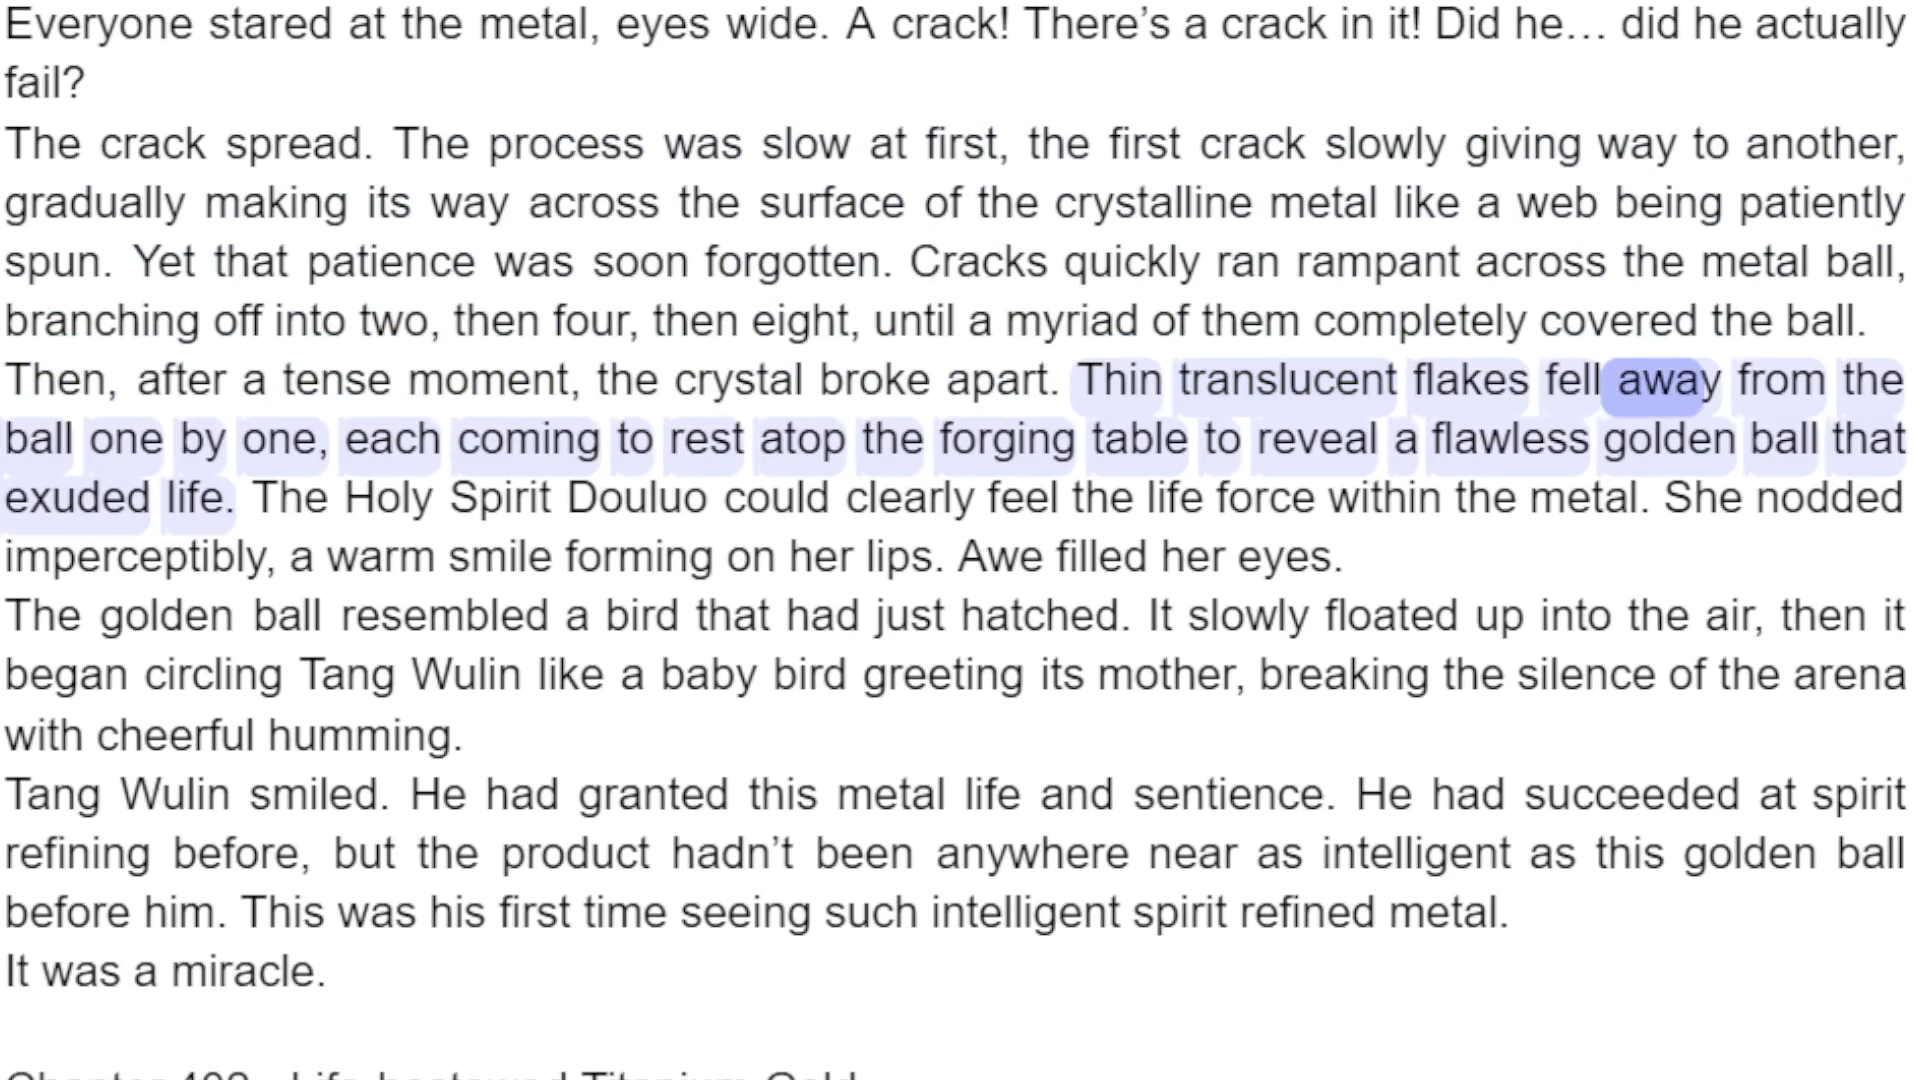 Everyone stared at the metal, eyes wide. A crack! There’s a crack in it! Did he… did he actually
fail?
The crack spread. The process was slow at first, the first crack slowly giving way to another,
gradually making its way across the surface of the crystalline metal like a web being patiently
spun. Yet that patience was soon forgotten. Cracks quickly ran rampant across the metal ball,
branching off into two, then four, then eight, until a myriad of them completely covered the ball.
Then, after a tense moment, the crystal broke apart. Thin translucent flakes fell away from the
ball one by one, each coming to rest atop the forging table to reveal a flawless golden ball that
exuded life. The Holy Spirit Douluo could clearly feel the life force within the metal. She nodded
imperceptibly, a warm smile forming on her lips. Awe filled her eyes.
The golden ball resembled a bird that had just hatched. It slowly floated up into the air, then it
began circling Tang Wulin like a baby bird greeting its mother, breaking the silence of the arena
with cheerful humming.
Tang Wulin smiled. He had granted this metal life and sentience. He had succeeded at spirit
refining before, but the product hadn’t been anywhere near as intelligent as this golden ball
before him. This was his first time seeing such intelligent spirit refined metal.
It was a miracle.
Chapter - Life-bestowed Titanium Gold